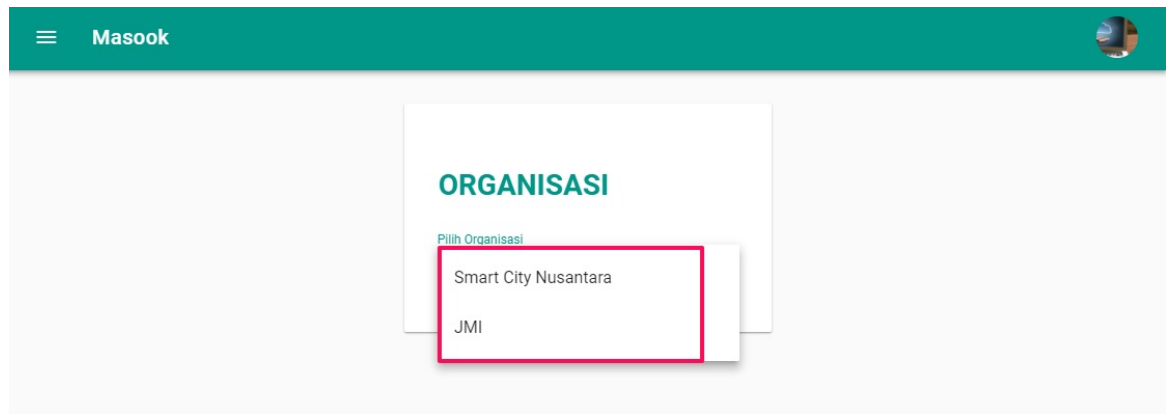 Masook
ORGANISASI
Pilih Organisasi
Smart City Nusantara
JMI